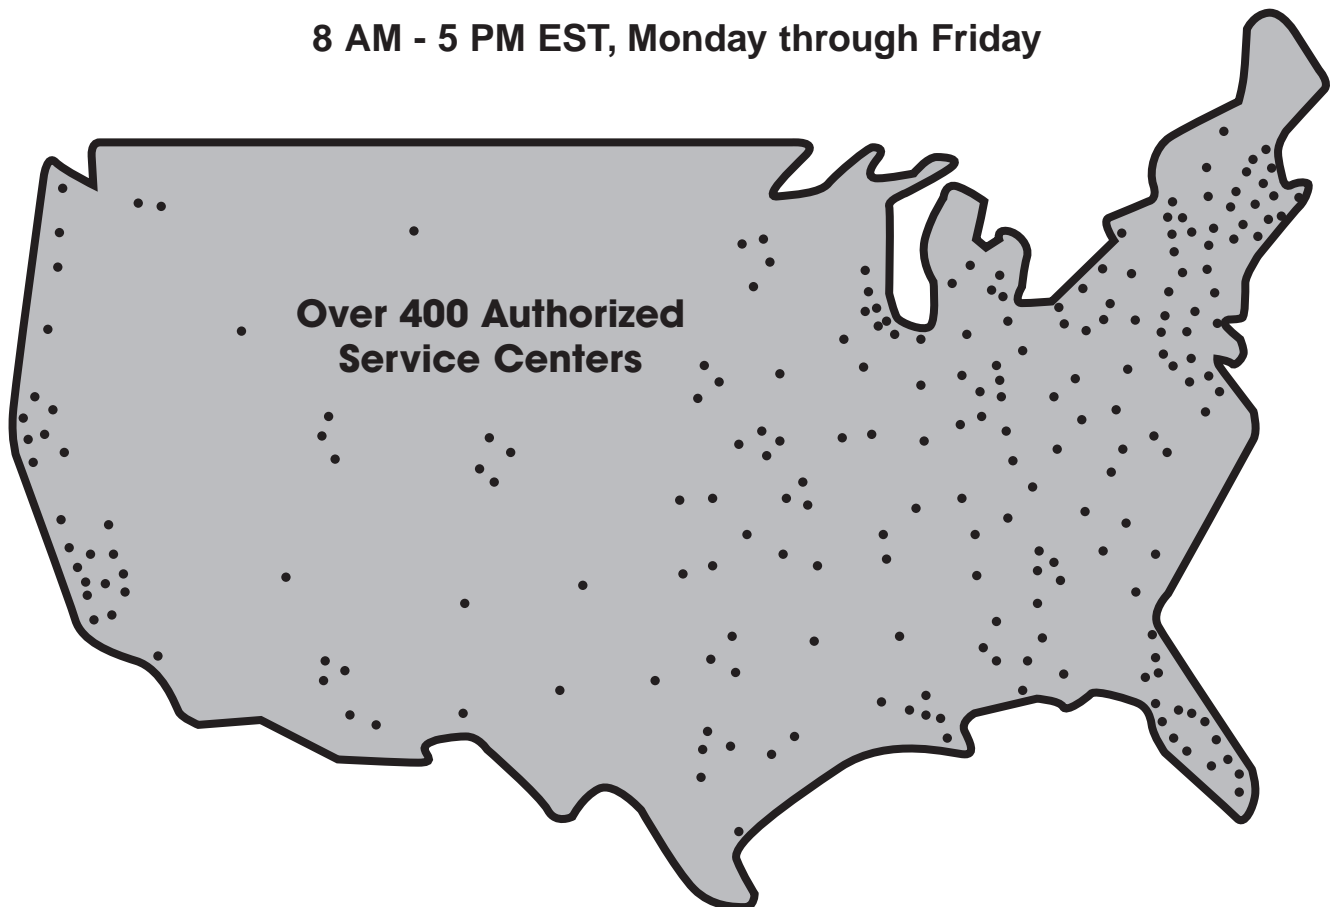 8 AM - 5 PM EST, Monday through Friday
Over 400 Authorized
Service Centers